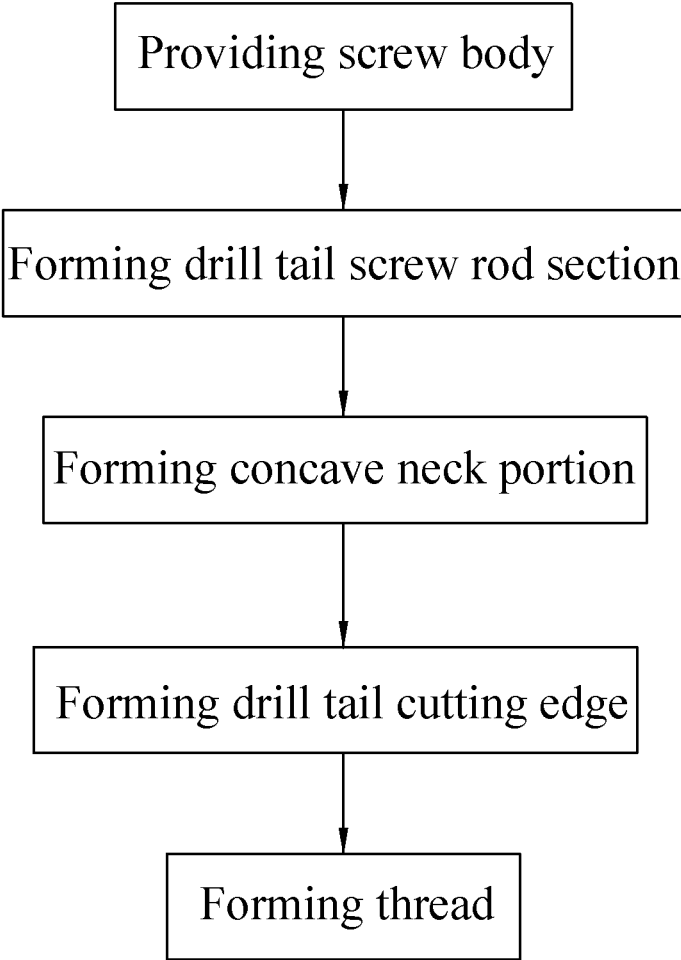 Providing screw body
Forming drill tail screw rod section
Forming concave neck portion
Forming drill tail cutting edge
Forming thread